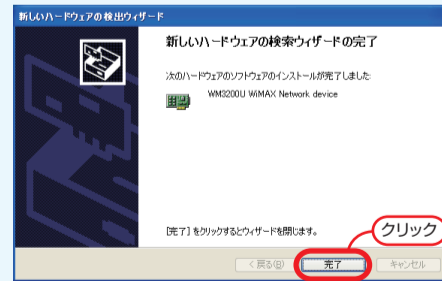 新しいハードウェアの検出ウィザード
新しいハードウェアの検索ウィザードの完了
次のハードウェアのソフトウェアのインストールが完了しました:
WM3200U WiMAX Network device
[完了] をクリックするとウィザードを閉じます。
クリック
< 戻る(B)
完了
キャンセル